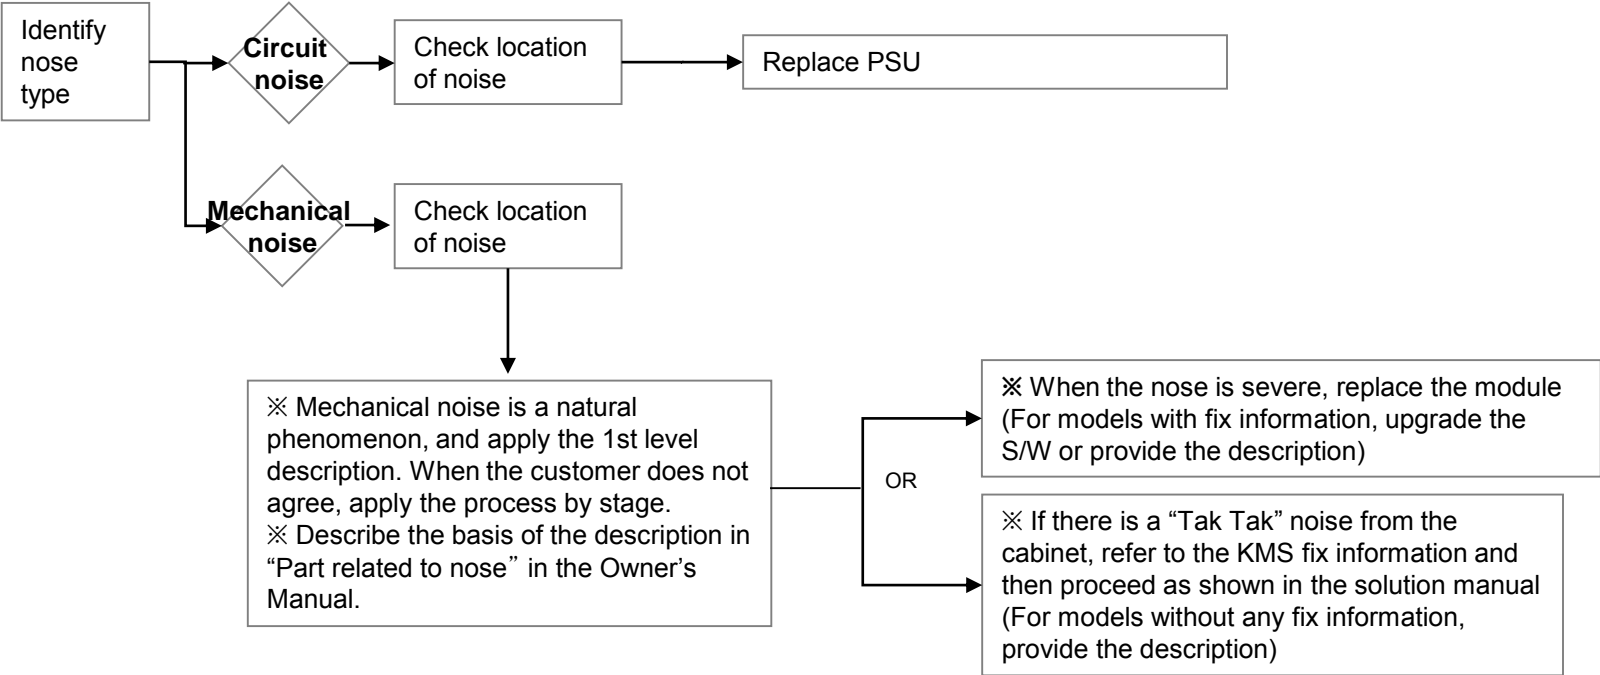 Identify
nose
type
Circuit
noise
Check location
of noise
Replace PSU
Mechanical
noise
Check location
of noise
※ Mechanical noise is a natural
phenomenon, and apply the 1st level
description. When the customer does not
agree, apply the process by stage.
※ Describe the basis of the description in
“Part related to nose” in the Owner’s
Manual.
OR
※ When the nose is severe, replace the module
(For models with fix information, upgrade the
S/W or provide the description)
※ If there is a “Tak Tak” noise from the
cabinet, refer to the KMS fix information and
then proceed as shown in the solution manual
(For models without any fix information,
provide the description)